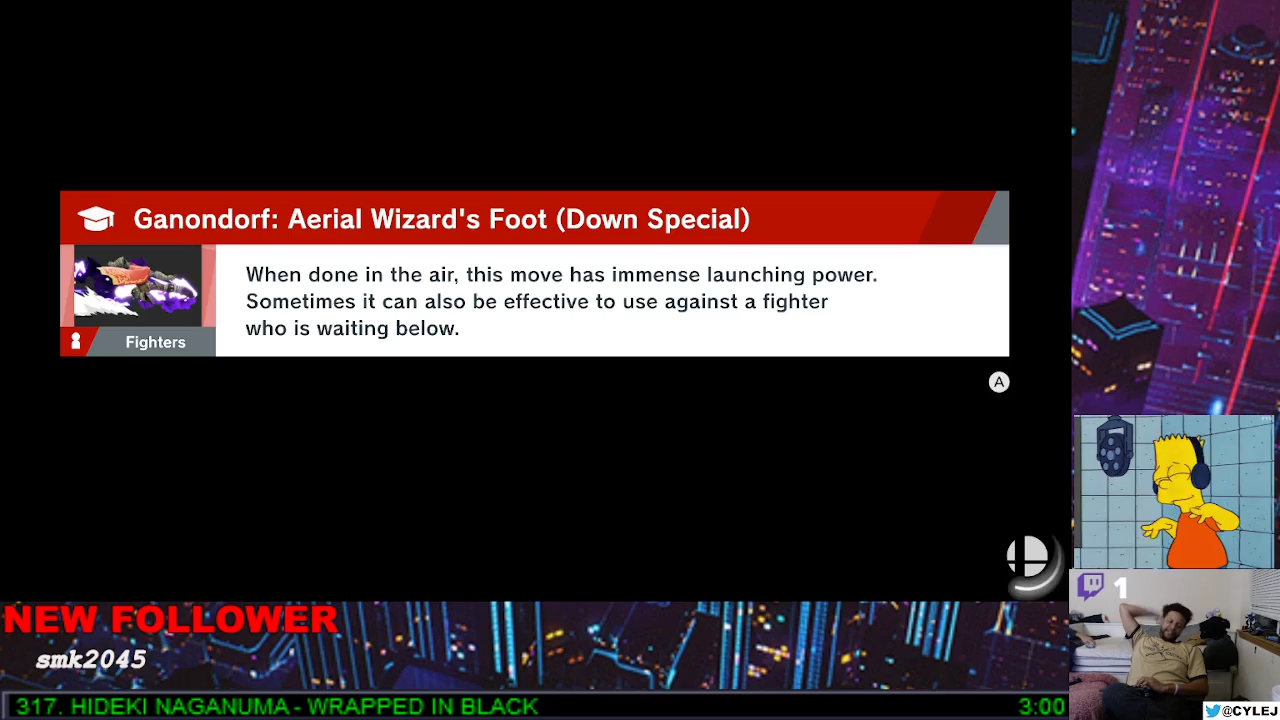 Ganondorf: Aerial Wizard's Foot (Down Special)
When done in the air, this move has immense launching power.
Sometimes it can also be effective to use against a fighter
who is waiting below.
Fighters
A
1
NEW FOLLOWER
smk2045
317. HIDEKI NAGANUMA - WRAPPED IN BLACK
3:00
@CYLEJ